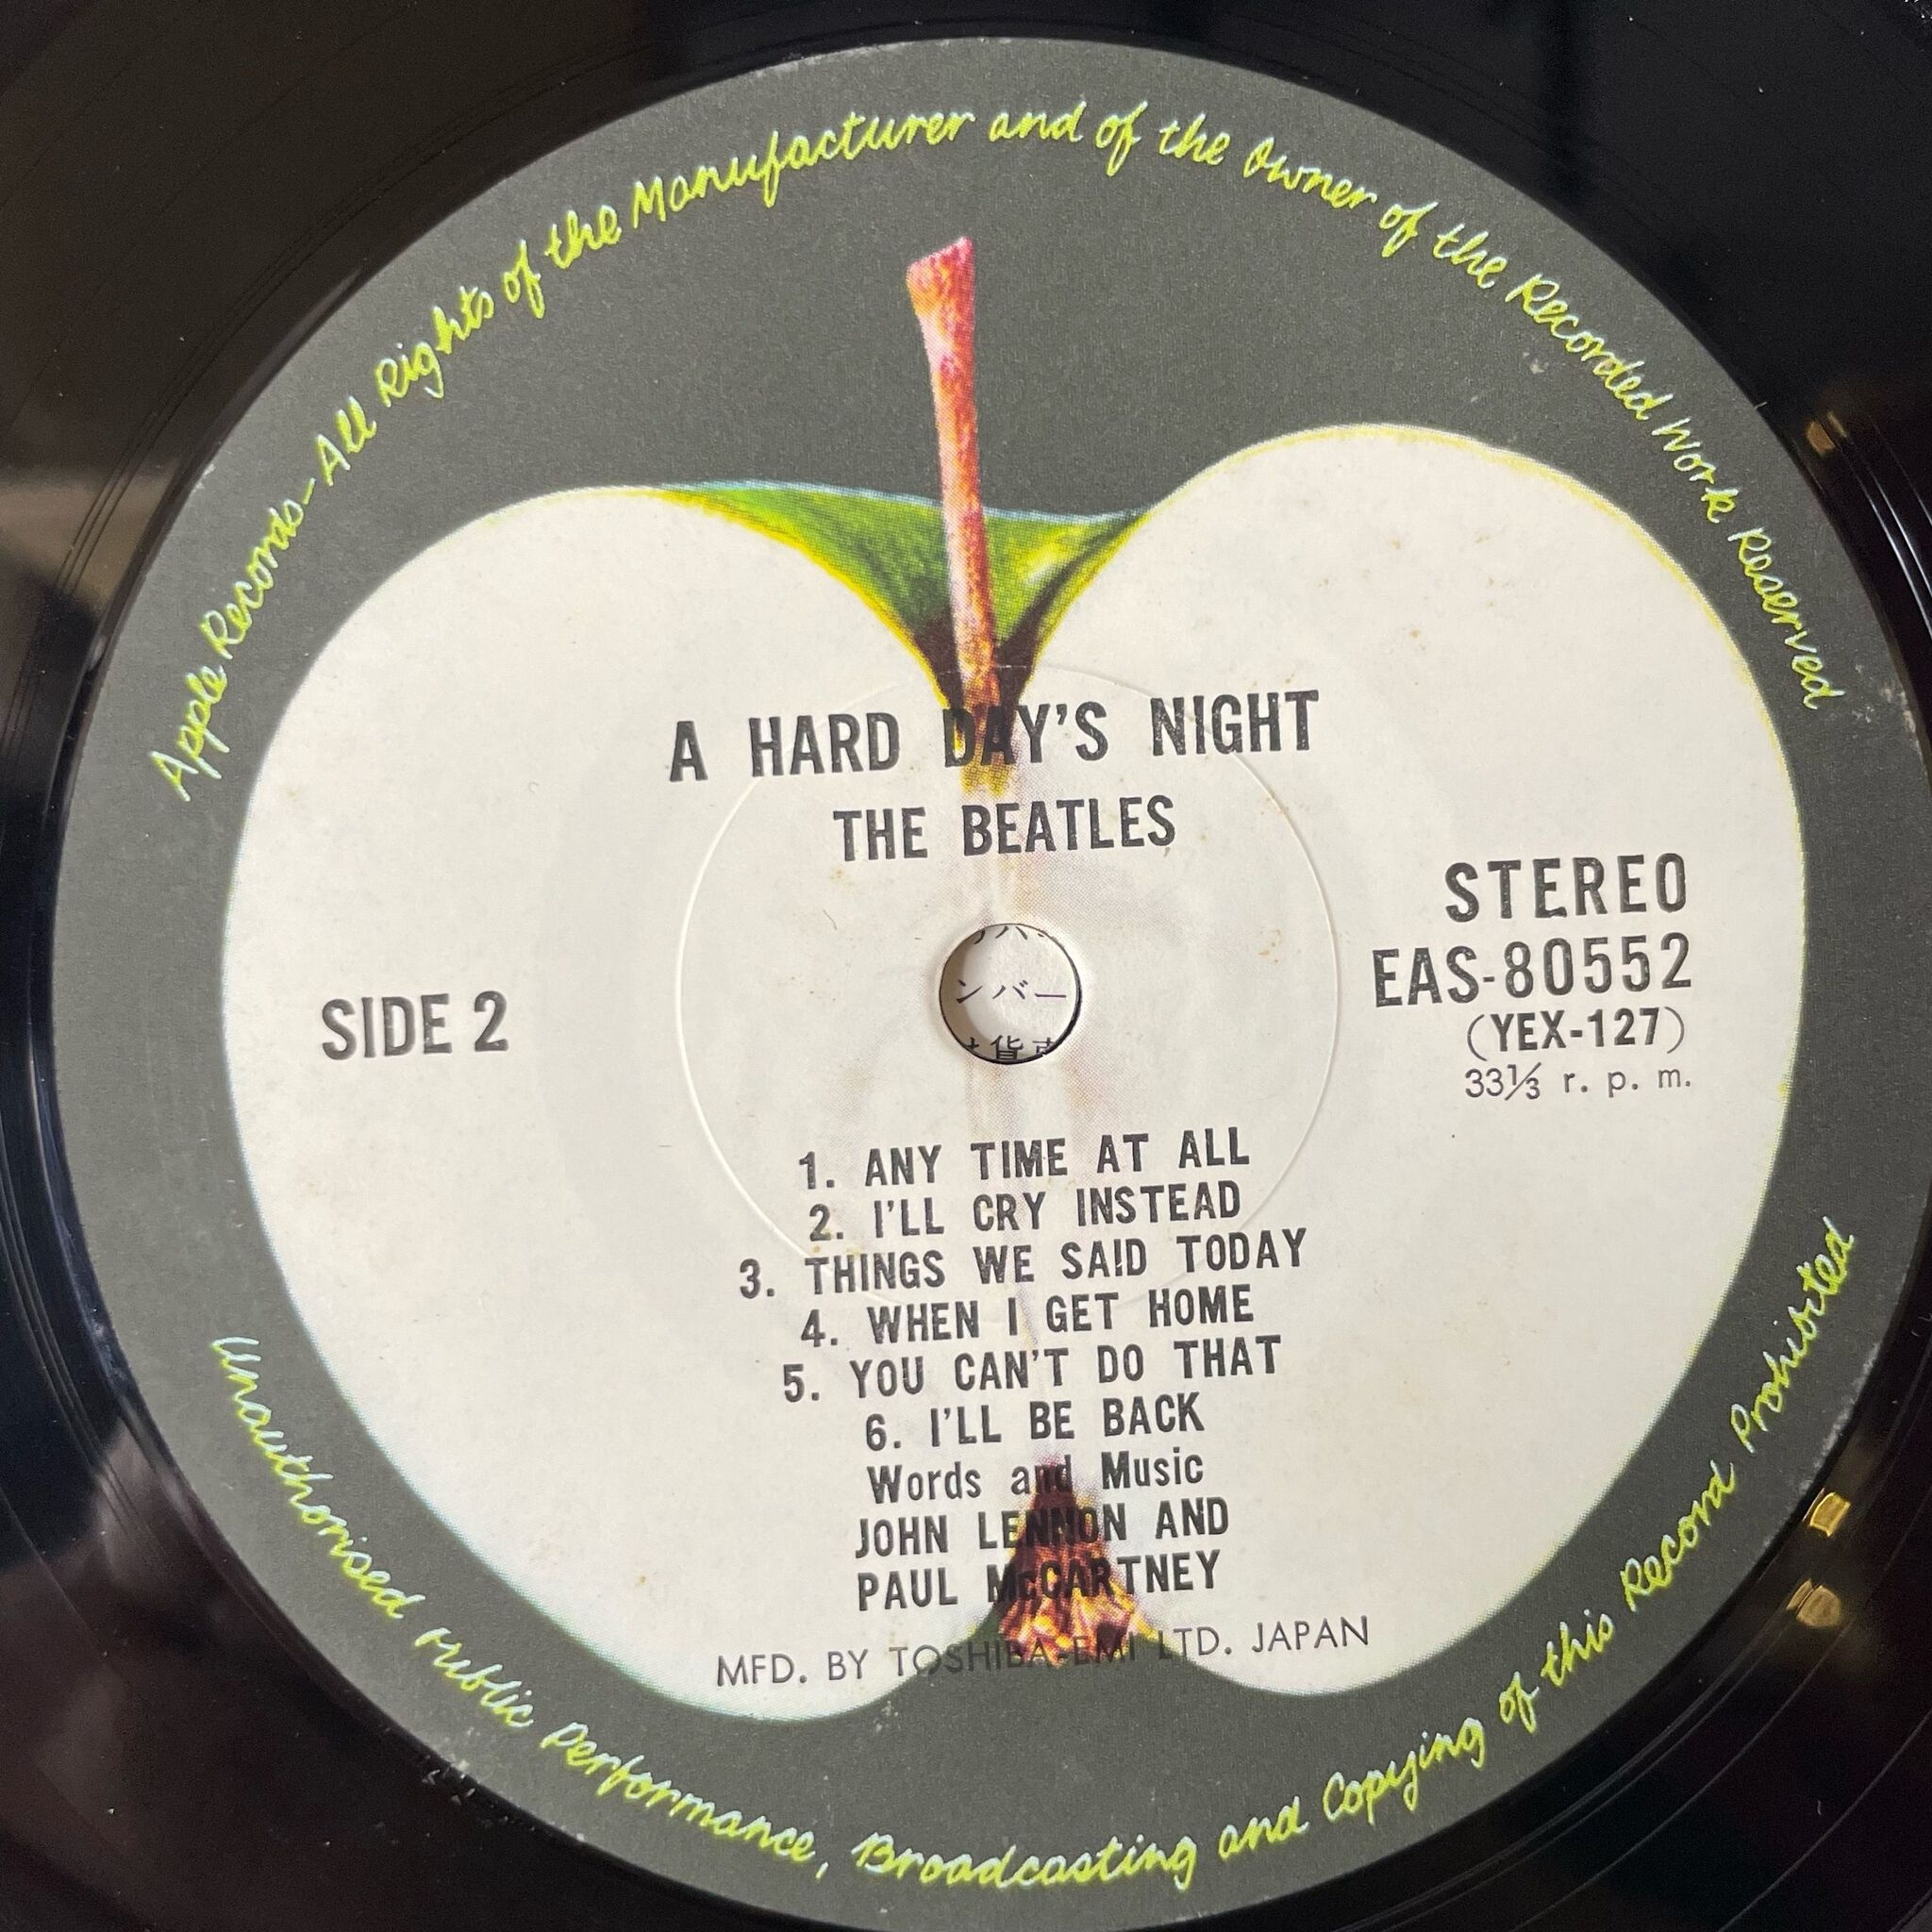 Apple Records-All Rights of the Manufacturer and of the Owner of the Recorded Work Reserved
A HARD DAY'S NIGHT
THE BEATLES
STEREO
EAS-80552
(YEX-127)
33⅓ r. p. m.
SIDE 2
ンバー
1. ANY TIME AT ALL
2. I'LL CRY INSTEAD
3. THINGS WE SAID TODAY
4. WHEN I GET HOME
5. YOU CAN'T DO THAT
6. I'LL BE BACK
Words and Music
JOHN LENNON AND
PAUL McCARTNEY
MFD. BY TOSHIBA-EMI LTD. JAPAN
Unauthorised Public Performance, Broadcasting and Copying of this Record Prohibited